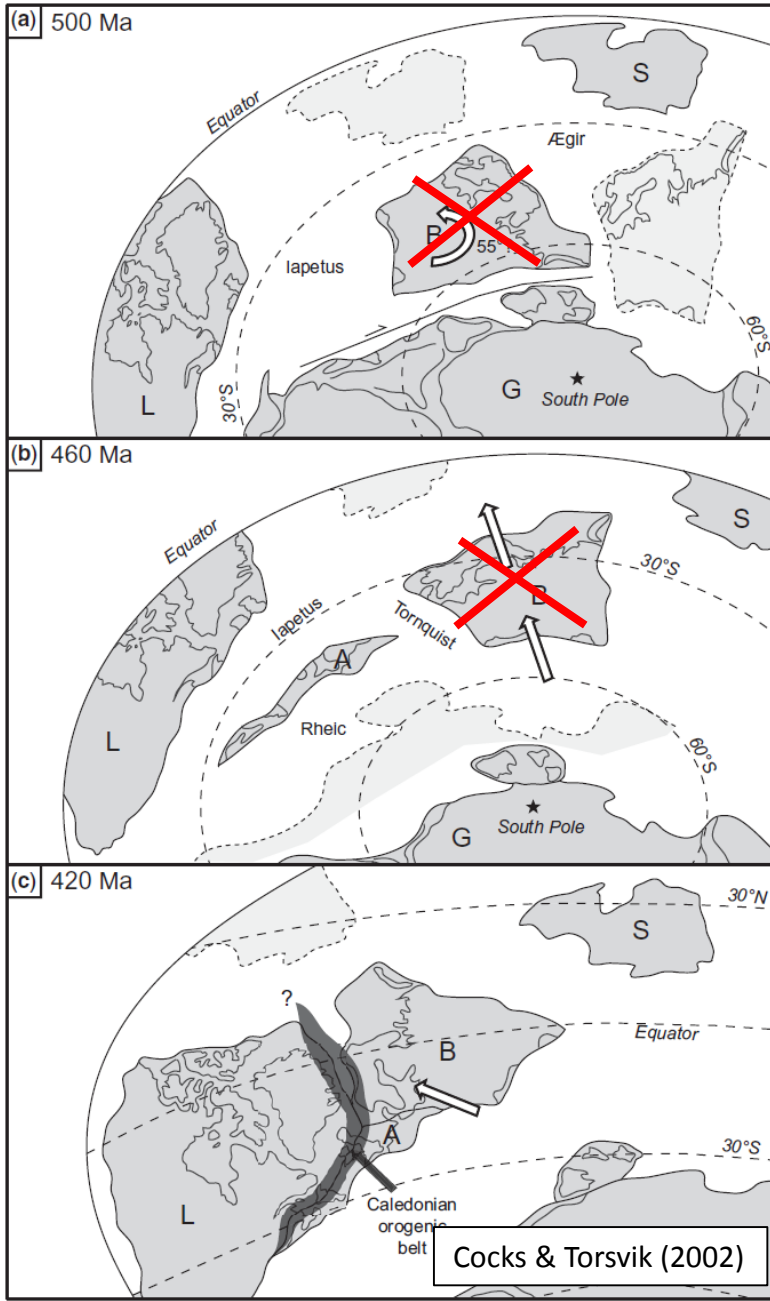 (a) 500 Ma
S
Equator
Ægir
B
55°
Iapetus
60°S
30°S
L
G
South Pole
(b) 460 Ma
S
Equator
30°S
B
Iapetus
Tornquist
A
L
Rheic
60°S
South Pole
G
(c) 420 Ma
30°N
S
?
B
Equator
A
30°S
L
Caledonian
orogenic
belt
Cocks & Torsvik (2002)